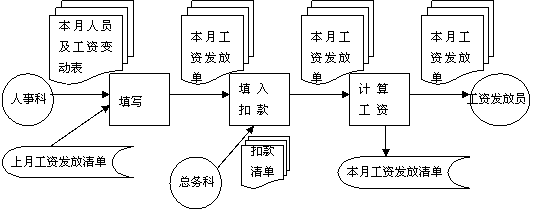 本月人员
及工资变
动表
本月工
资发放
单
本月工
资发放
单
本月工
资发放
单
人事科
填写
填入
扣款
计算
工资
工资发放员
上月工资发放清单
总务科
扣款
清单
本月工资发放清单